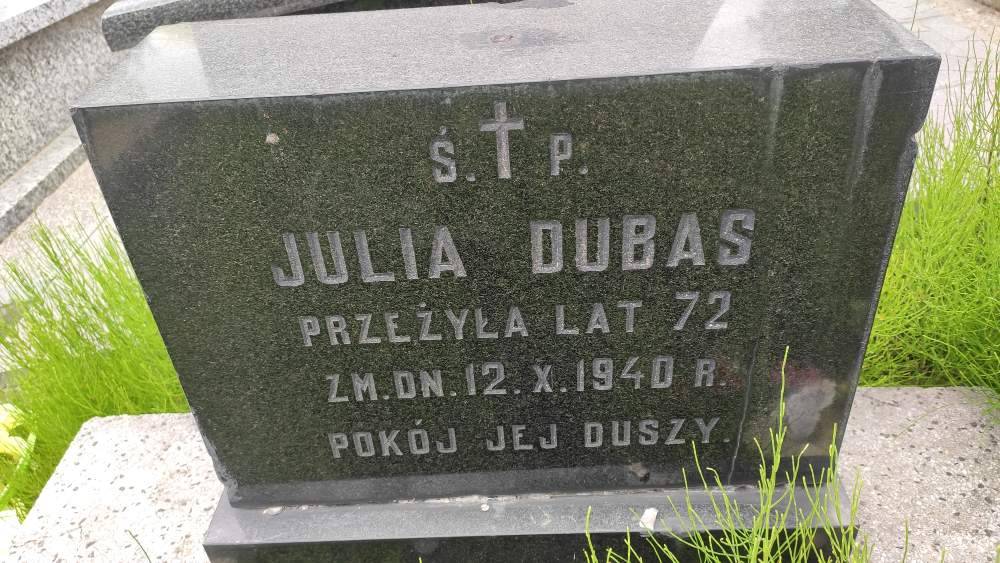 Ś. P.
JULIA DUBAS
PRZEŻYŁA LAT 72
ZM. DN. 12. X. 1940 R.
POKÓJ JEJ DUSZY.